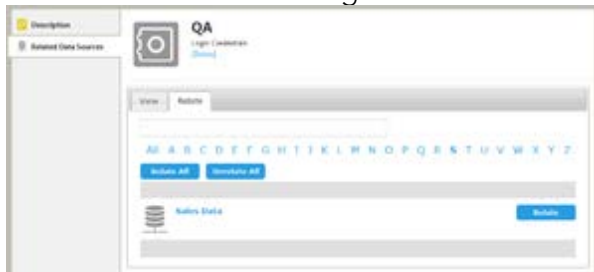 Description
Related Data Sources
QA
Login Credential
View
Relate
All A B C D E F G H I J K L M N O P Q R S T U V W X Y Z
Relate All
Unrelate All
Sales Data
Relate